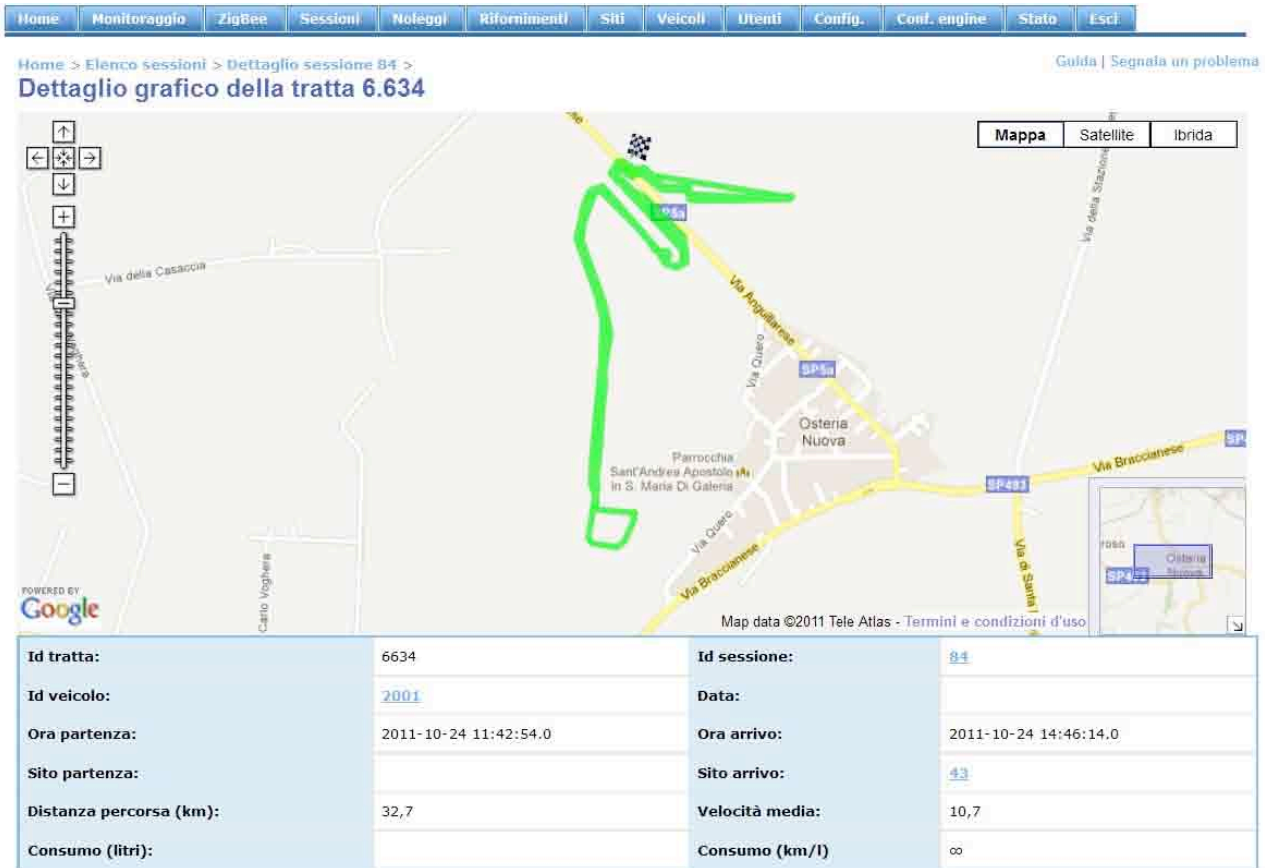 Home Monitoraggio ZigBee Sessioni Noleggi Rifornimenti Siti Veicoli Utenti Config. Conf. engine Stato Esci
Home > Elenco sessioni > Dettaglio sessione 84 >
Guida | Segnala un problema
Dettaglio grafico della tratta 6.634
Mappa Satellite Ibrida
Via della Stazione
SP5a
Via della Casaccia
Via Anguillarese
Via Quero
SP5a
Osteria
Nuova
Parrocchia
Sant'Andrea Apostolo
in S. Maria Di Galeria
Via Braccianese
SP493
Via Quero
Via Braccianese
Via di Santa
Carlo Voghera
Osteria
Nuova
POWERED BY
Google
Map data ©2011 Tele Atlas - Termini e condizioni d'uso
Id tratta: 6634 Id sessione: 84
Id veicolo: 2001 Data:
Ora partenza: 2011-10-24 11:42:54.0 Ora arrivo: 2011-10-24 14:46:14.0
Sito partenza: Sito arrivo: 43
Distanza percorsa (km): 32,7 Velocità media: 10,7
Consumo (litri): Consumo (km/l) ∞